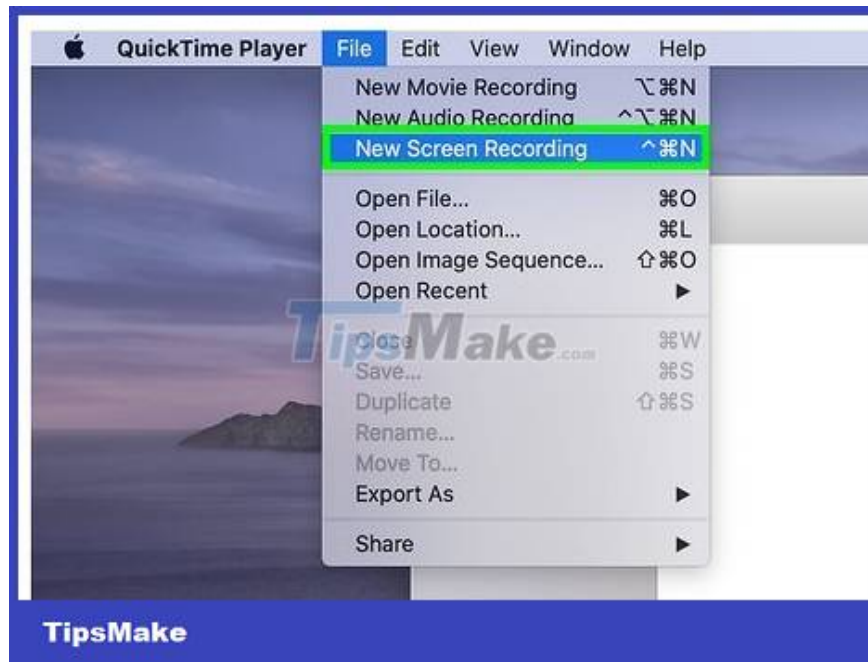 QuickTime Player File Edit View Window Help
New Movie Recording ⌥⌘N
New Audio Recording ^⌥⌘N
New Screen Recording ^⌘N
Open File... ⌘O
Open Location... ⌘L
Open Image Sequence... ⇧⌘O
Open Recent ▶
TipsMake.com
Close ⌘W
Save... ⌘S
Duplicate ⇧⌘S
Rename...
Move To...
Export As ▶
Share ▶
TipsMake